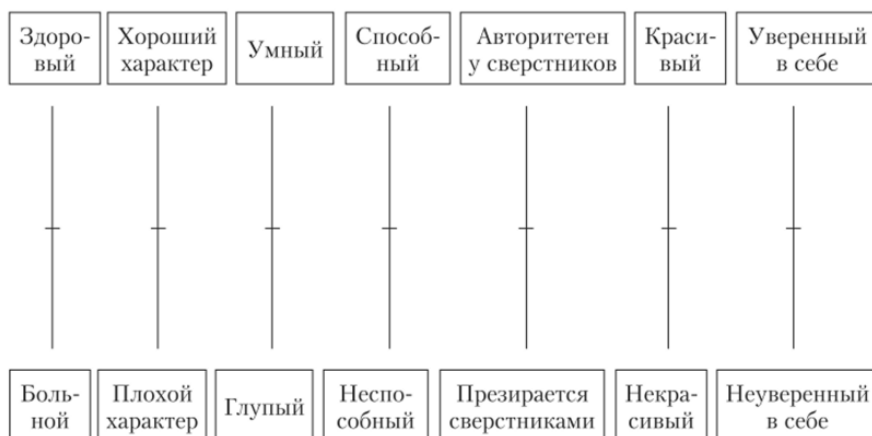 Здоро-
вый
Хороший
характер
Умный
Способ-
ный
Авторитетен
у сверстников
Краси-
вый
Уверенный
в себе
Боль-
ной
Плохой
характер
Глупый
Неспо-
собный
Презирается
сверстниками
Некра-
сивый
Неуверенный
в себе